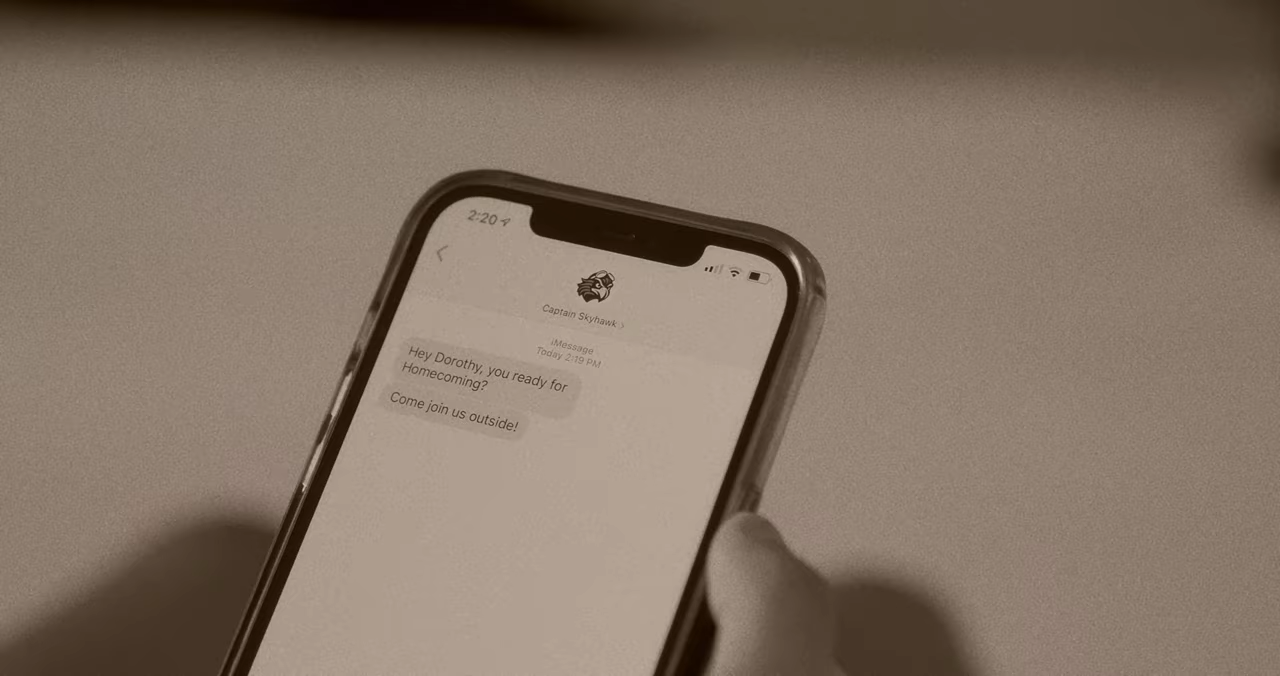 2:20
Captain Skyhawk
iMessage
Today 2:19 PM
Hey Dorothy, you ready for
Homecoming?
Come join us outside!